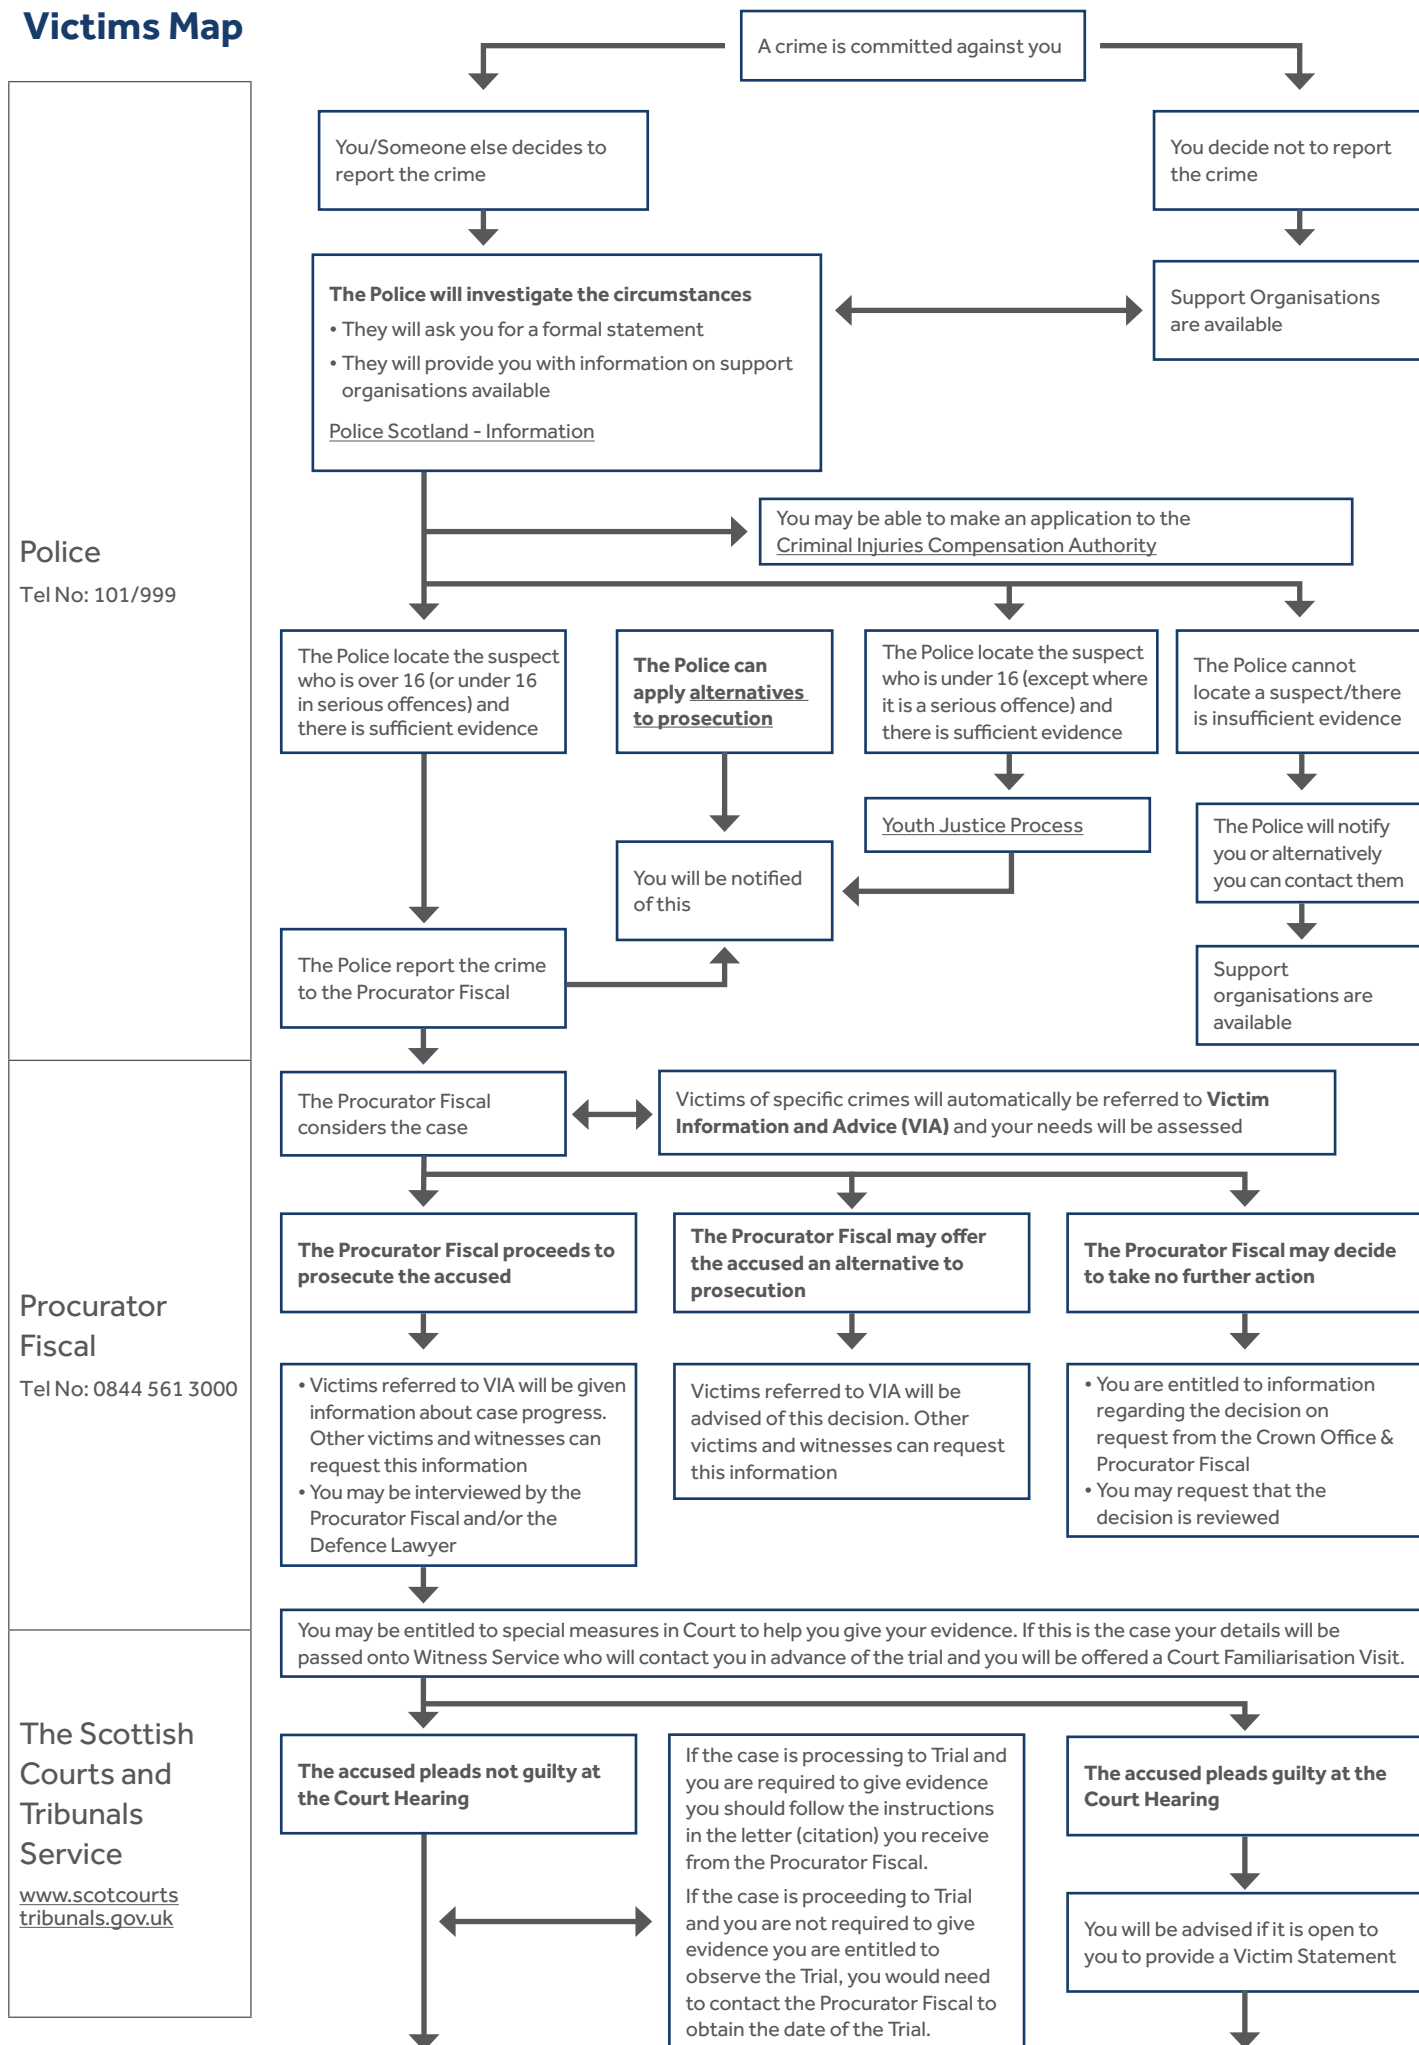 Victims Map
A crime is committed against you
You/Someone else decides to
report the crime
You decide not to report
the crime
The Police will investigate the circumstances
• They will ask you for a formal statement
• They will provide you with information on support
organisations available
Police Scotland - Information
Support Organisations
are available
You may be able to make an application to the
Criminal Injuries Compensation Authority
Police
Tel No: 101/999
The Police locate the suspect
who is over 16 (or under 16
in serious offences) and
there is sufficient evidence
The Police can
apply alternatives
to prosecution
The Police locate the suspect
who is under 16 (except where
it is a serious offence) and
there is sufficient evidence
The Police cannot
locate a suspect/there
is insufficient evidence
Youth Justice Process
The Police will notify
you or alternatively
you can contact them
You will be notified
of this
The Police report the crime
to the Procurator Fiscal
Support
organisations are
available
The Procurator Fiscal
considers the case
Victims of specific crimes will automatically be referred to Victim
Information and Advice (VIA) and your needs will be assessed
Procurator
Fiscal
Tel No: 0844 561 3000
The Procurator Fiscal proceeds to
prosecute the accused
The Procurator Fiscal may offer
the accused an alternative to
prosecution
The Procurator Fiscal may decide
to take no further action
• Victims referred to VIA will be given
information about case progress.
Other victims and witnesses can
request this information
• You may be interviewed by the
Procurator Fiscal and/or the
Defence Lawyer
Victims referred to VIA will be
advised of this decision. Other
victims and witnesses can request
this information
• You are entitled to information
regarding the decision on
request from the Crown Office &
Procurator Fiscal
• You may request that the
decision is reviewed
You may be entitled to special measures in Court to help you give your evidence. If this is the case your details will be
passed onto Witness Service who will contact you in advance of the trial and you will be offered a Court Familiarisation Visit.
The Scottish
Courts and
Tribunals
Service
www.scotcourts
tribunals.gov.uk
The accused pleads not guilty at
the Court Hearing
If the case is processing to Trial and
you are required to give evidence
you should follow the instructions
in the letter (citation) you receive
from the Procurator Fiscal.
If the case is proceeding to Trial
and you are not required to give
evidence you are entitled to
observe the Trial, you would need
to contact the Procurator Fiscal to
obtain the date of the Trial.
The accused pleads guilty at the
Court Hearing
You will be advised if it is open to
you to provide a Victim Statement